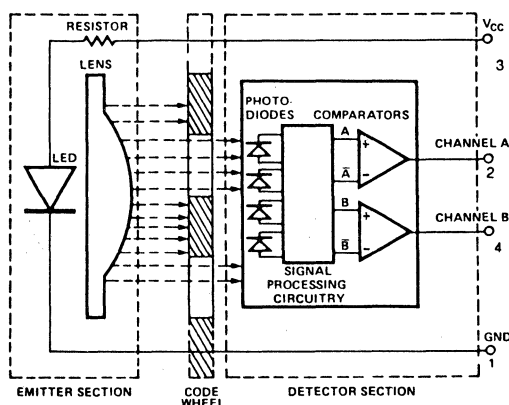 RESISTOR
LENS
LED
VCC
3
PHOTO-
DIODES
COMPARATORS
A
+
A̅
−
CHANNEL A
2
B
+
B̅
−
CHANNEL B
4
SIGNAL
PROCESSING
CIRCUITRY
GND
1
EMITTER SECTION
CODE
WHEEL
DETECTOR SECTION